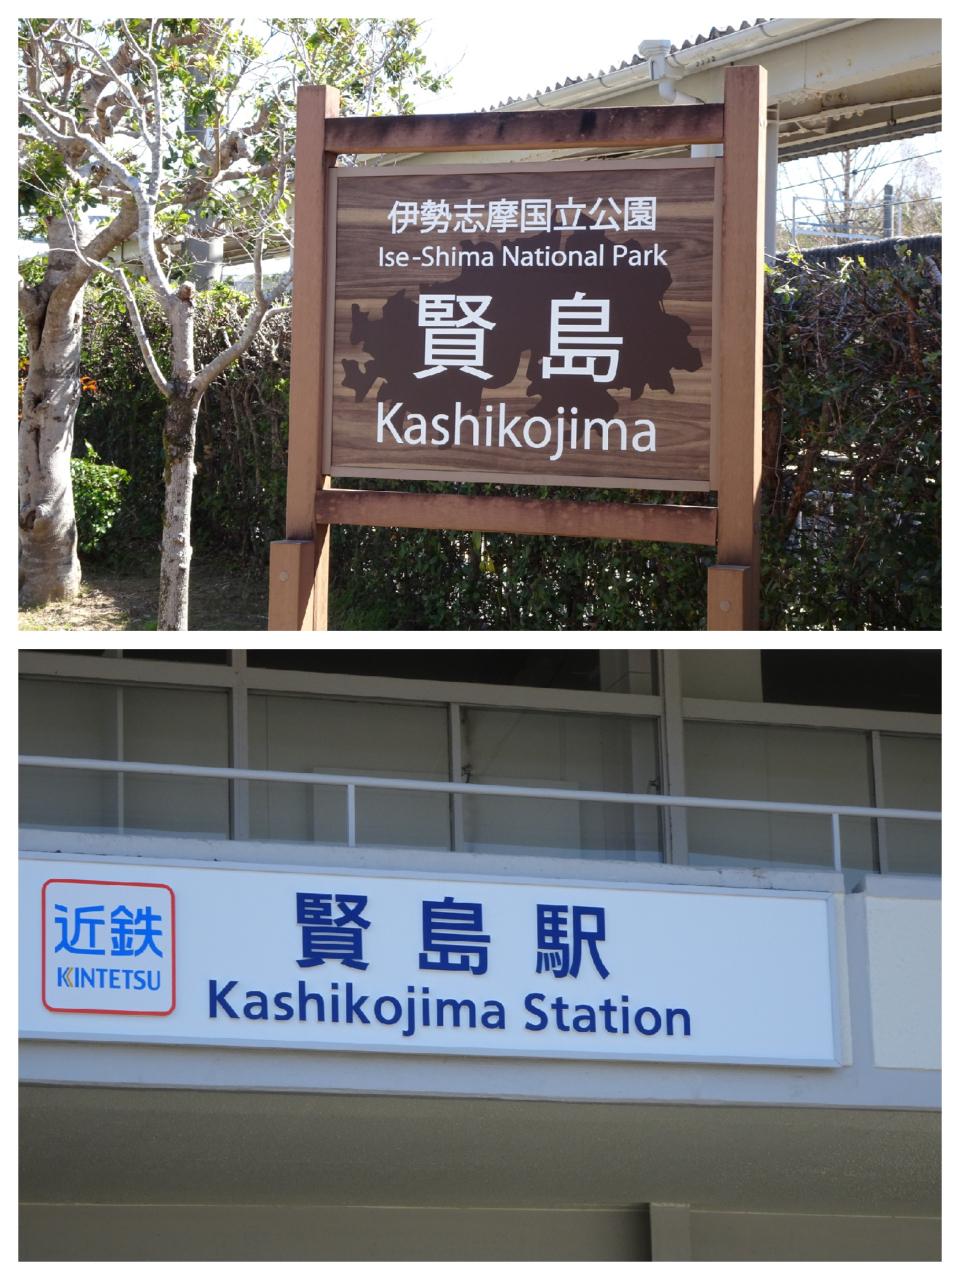 伊勢志摩国立公園
Ise-Shima National Park
賢島
Kashikojima
近鉄
KINTETSU
賢島駅
Kashikojima Station